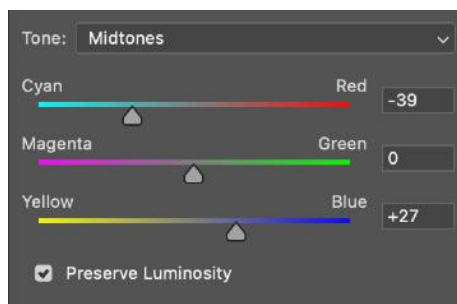 Tone: Midtones
Cyan Red -39
Magenta Green 0
Yellow Blue +27
Preserve Luminosity